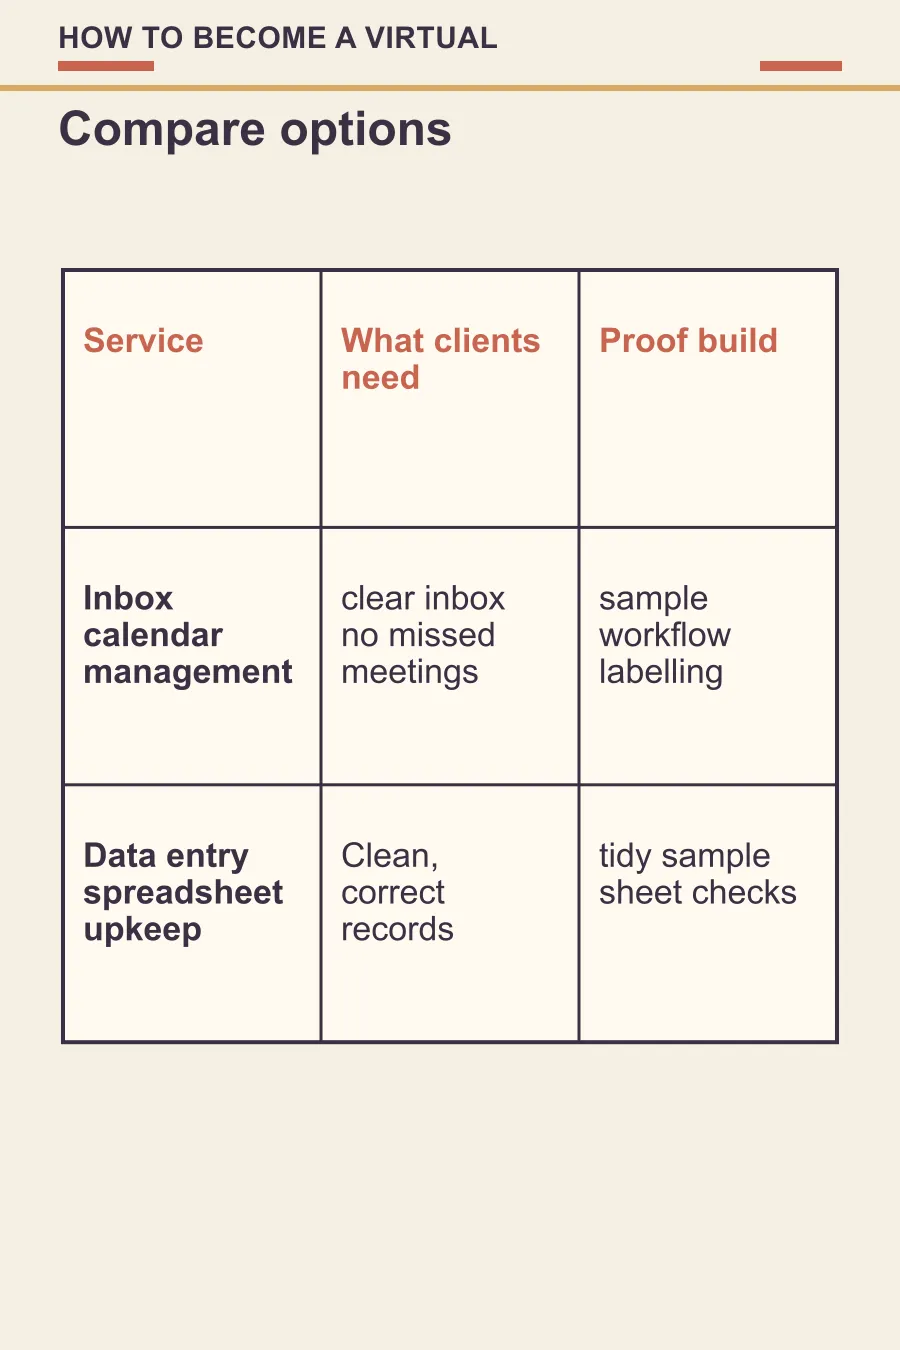 HOW TO BECOME A VIRTUAL
Compare options
Service
What clients
need
Proof build
Inbox
calendar
management
clear inbox
no missed
meetings
sample
workflow
labelling
Data entry
spreadsheet
upkeep
Clean,
correct
records
tidy sample
sheet checks